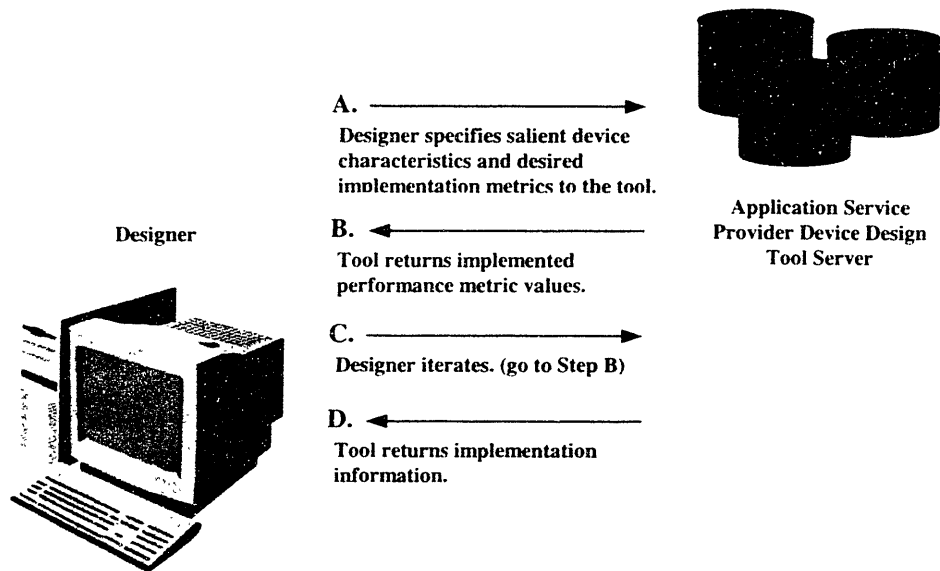 A.
Designer specifies salient device
characteristics and desired
implementation metrics to the tool.
Application Service
Provider Device Design
Tool Server
Designer
B.
Tool returns implemented
performance metric values.
C.
Designer iterates. (go to Step B)
D.
Tool returns implementation
information.